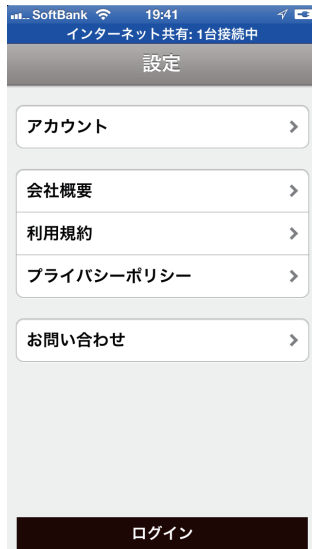 SoftBank 19:41
インターネット共有: 1台接続中
設定
アカウント
会社概要
利用規約
プライバシーポリシー
お問い合わせ
ログイン